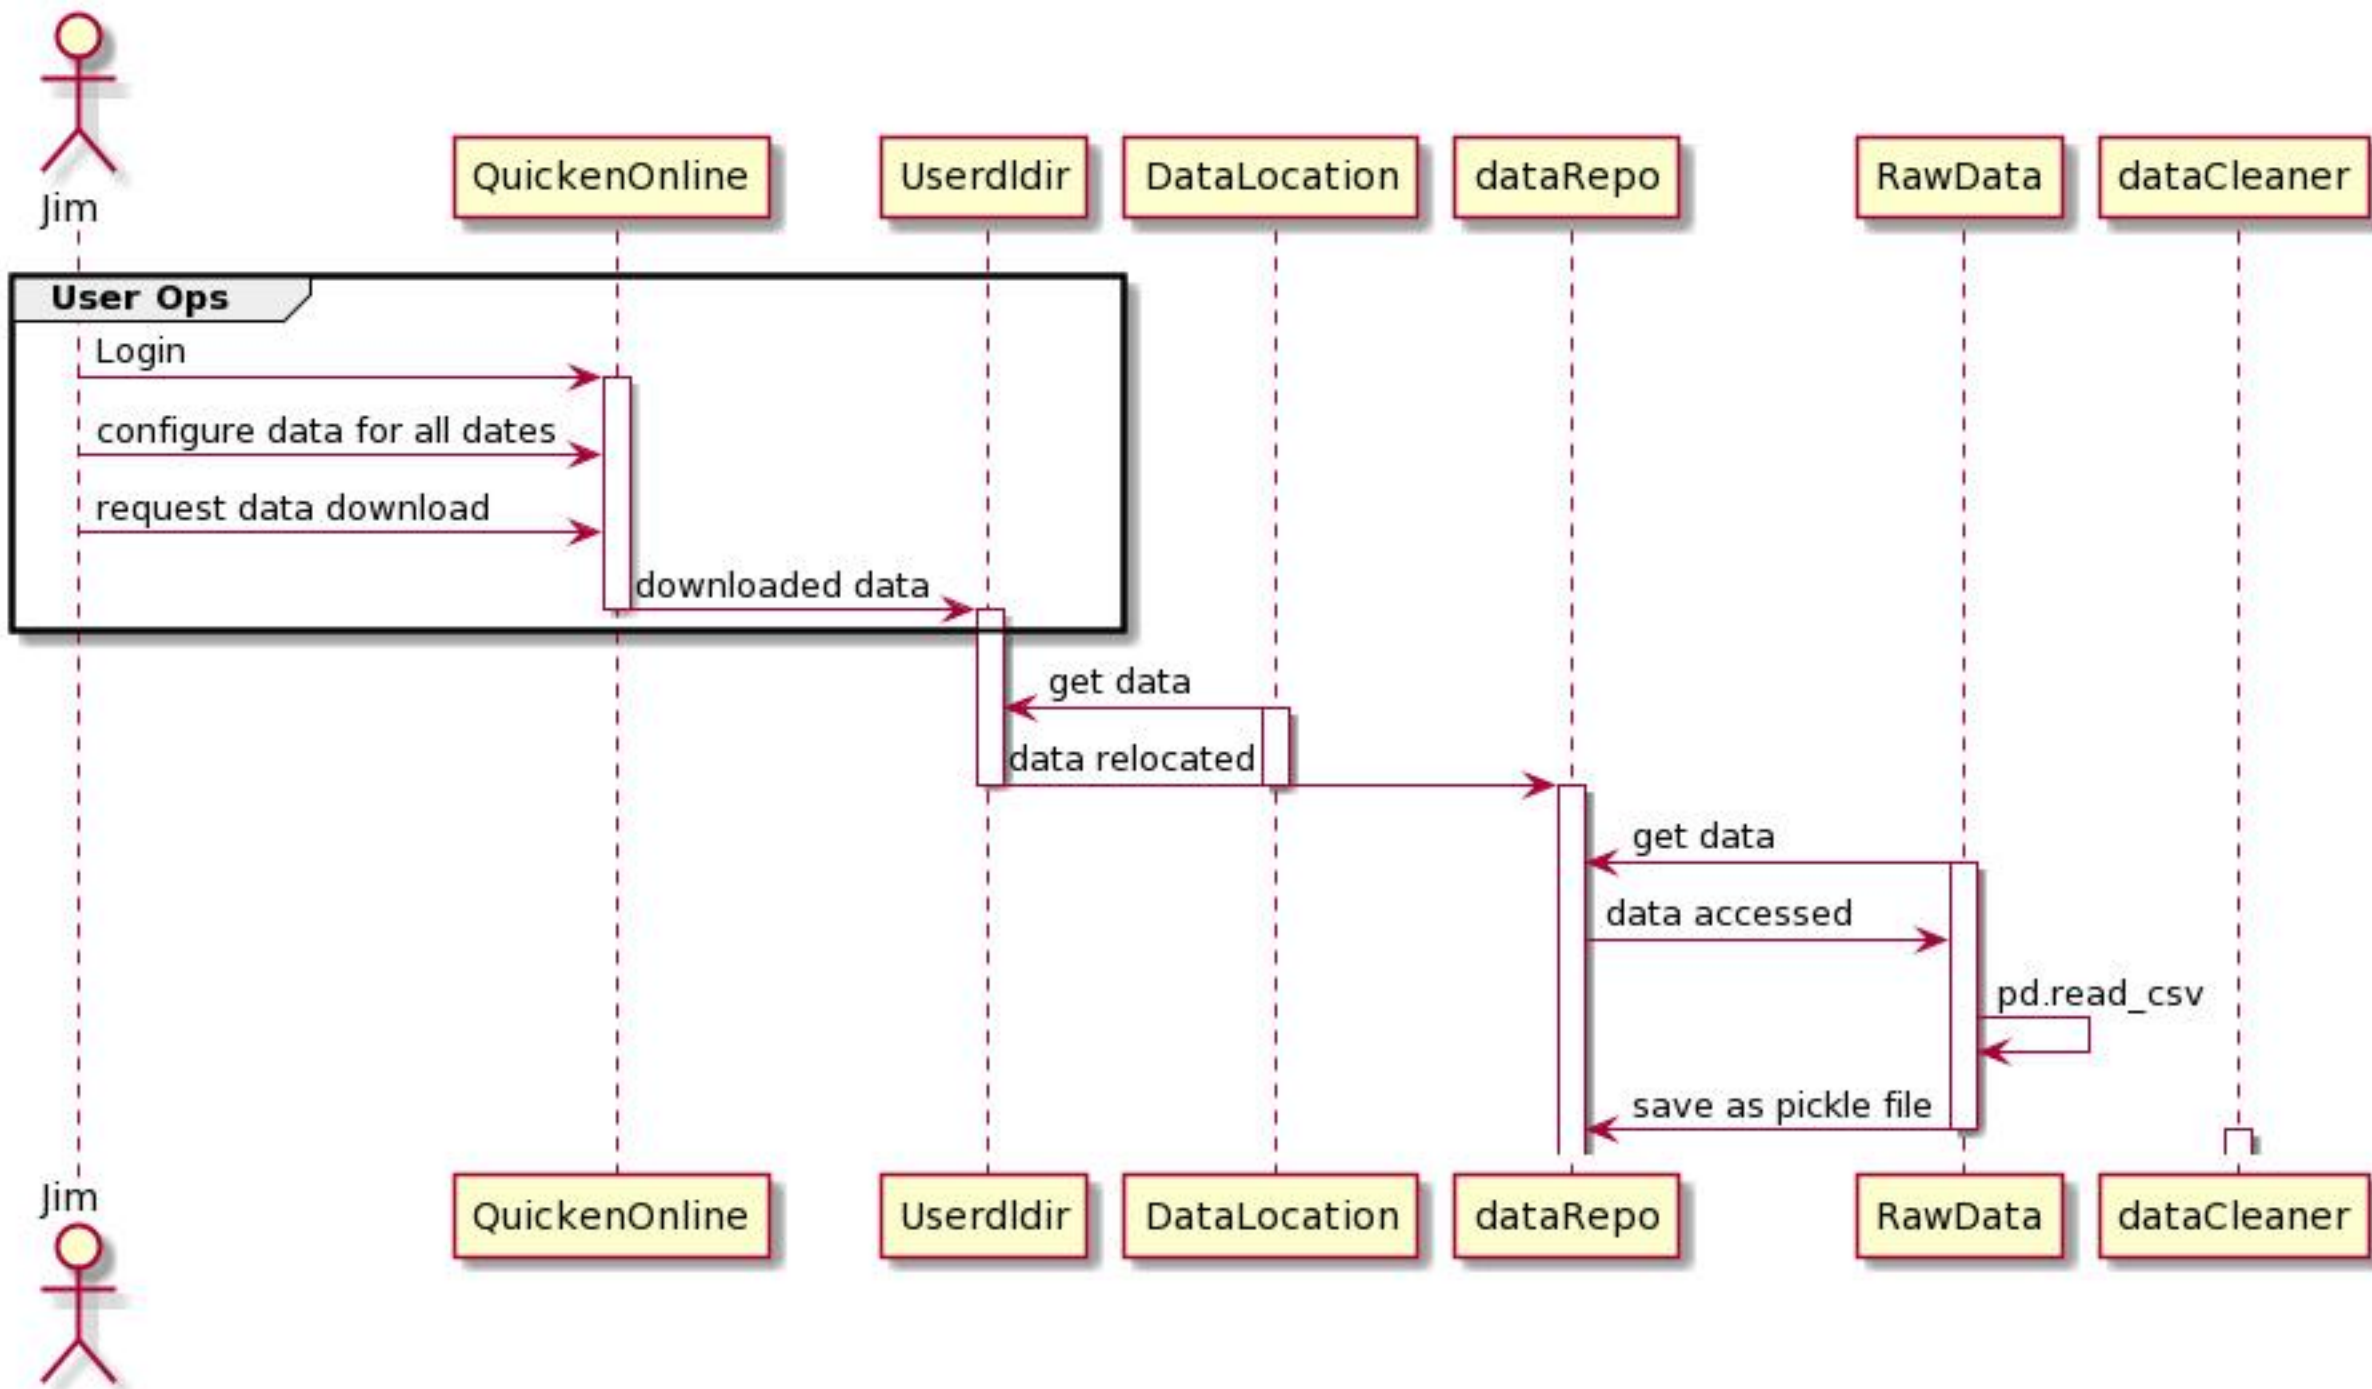 Jim
QuickenOnline
Userdldir
DataLocation
dataRepo
RawData
dataCleaner
User Ops
Login
configure data for all dates
request data download
downloaded data
get data
data relocated
get data
data accessed
pd.read_csv
save as pickle file
Jim
QuickenOnline
Userdldir
DataLocation
dataRepo
RawData
dataCleaner